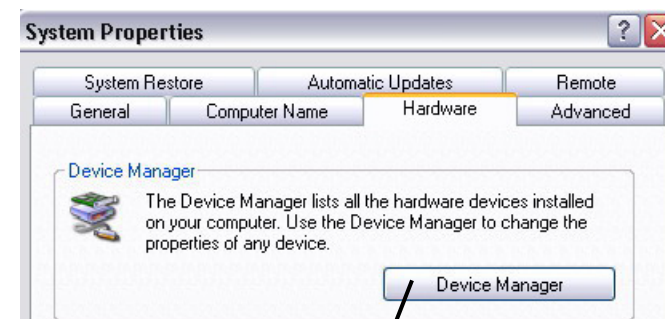 System Properties
System Restore Automatic Updates Remote
General Computer Name Hardware Advanced
Device Manager
The Device Manager lists all the hardware devices installed
on your computer. Use the Device Manager to change the
properties of any device.
Device Manager